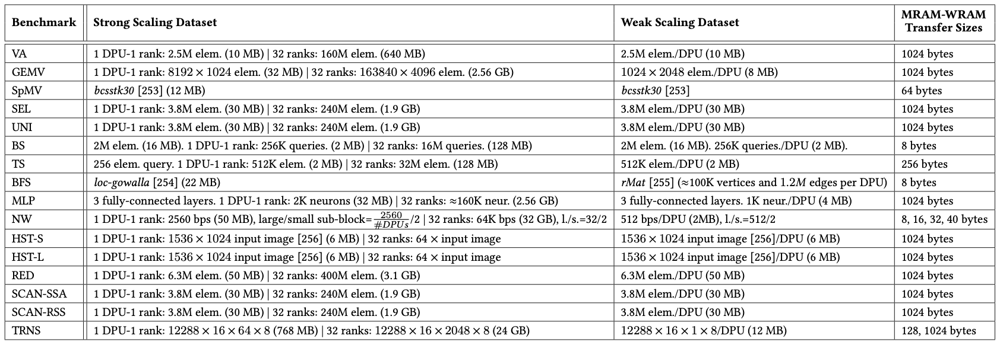 Benchmark | Strong Scaling Dataset | Weak Scaling Dataset | MRAM-WRAM Transfer Sizes
VA | 1 DPU-1 rank: 2.5M elem. (10 MB) | 32 ranks: 160M elem. (640 MB) | 2.5M elem./DPU (10 MB) | 1024 bytes
GEMV | 1 DPU-1 rank: 8192 × 1024 elem. (32 MB) | 32 ranks: 163840 × 4096 elem. (2.56 GB) | 1024 × 2048 elem./DPU (8 MB) | 1024 bytes
SpMV | bcsstk30 [253] (12 MB) | bcsstk30 [253] | 64 bytes
SEL | 1 DPU-1 rank: 3.8M elem. (30 MB) | 32 ranks: 240M elem. (1.9 GB) | 3.8M elem./DPU (30 MB) | 1024 bytes
UNI | 1 DPU-1 rank: 3.8M elem. (30 MB) | 32 ranks: 240M elem. (1.9 GB) | 3.8M elem./DPU (30 MB) | 1024 bytes
BS | 2M elem. (16 MB). 1 DPU-1 rank: 256K queries. (2 MB) | 32 ranks: 16M queries. (128 MB) | 2M elem. (16 MB). 256K queries./DPU (2 MB). | 8 bytes
TS | 256 elem. query. 1 DPU-1 rank: 512K elem. (2 MB) | 32 ranks: 32M elem. (128 MB) | 512K elem./DPU (2 MB) | 256 bytes
BFS | loc-gowalla [254] (22 MB) | rMat [255] (≈100K vertices and 1.2M edges per DPU) | 8 bytes
MLP | 3 fully-connected layers. 1 DPU-1 rank: 2K neurons (32 MB) | 32 ranks: ≈160K neur. (2.56 GB) | 3 fully-connected layers. 1K neur./DPU (4 MB) | 1024 bytes
NW | 1 DPU-1 rank: 2560 bps (50 MB), large/small sub-block=2560/#DPUs/2 | 32 ranks: 64K bps (32 GB), l./s.=32/2 | 512 bps/DPU (2MB), l./s.=512/2 | 8, 16, 32, 40 bytes
HST-S | 1 DPU-1 rank: 1536 × 1024 input image [256] (6 MB) | 32 ranks: 64 × input image | 1536 × 1024 input image [256]/DPU (6 MB) | 1024 bytes
HST-L | 1 DPU-1 rank: 1536 × 1024 input image [256] (6 MB) | 32 ranks: 64 × input image | 1536 × 1024 input image [256]/DPU (6 MB) | 1024 bytes
RED | 1 DPU-1 rank: 6.3M elem. (50 MB) | 32 ranks: 400M elem. (3.1 GB) | 6.3M elem./DPU (50 MB) | 1024 bytes
SCAN-SSA | 1 DPU-1 rank: 3.8M elem. (30 MB) | 32 ranks: 240M elem. (1.9 GB) | 3.8M elem./DPU (30 MB) | 1024 bytes
SCAN-RSS | 1 DPU-1 rank: 3.8M elem. (30 MB) | 32 ranks: 240M elem. (1.9 GB) | 3.8M elem./DPU (30 MB) | 1024 bytes
TRNS | 1 DPU-1 rank: 12288 × 16 × 64 × 8 (768 MB) | 32 ranks: 12288 × 16 × 2048 × 8 (24 GB) | 12288 × 16 × 1 × 8/DPU (12 MB) | 128, 1024 bytes